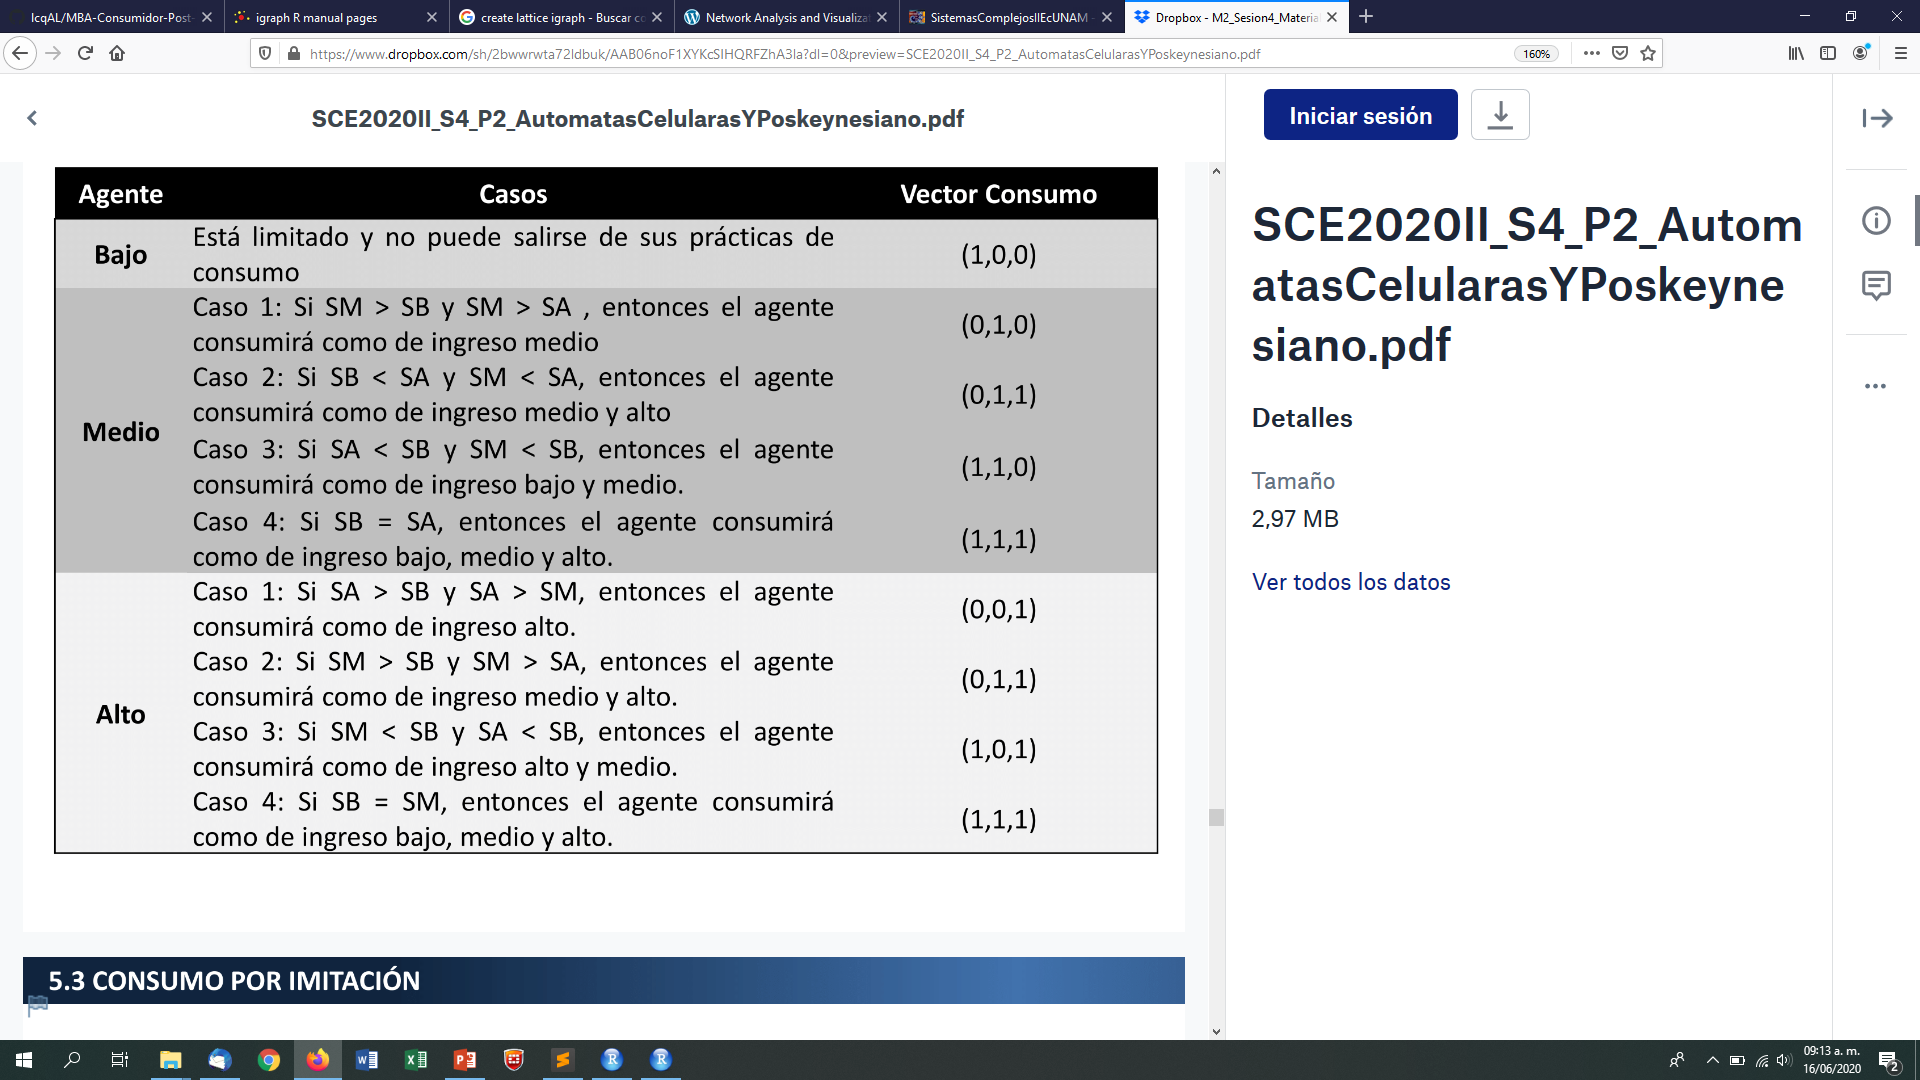 IcqAL/MBA-Consumidor-Post-
igraph R manual pages
create lattice igraph - Buscar co
Network Analysis and Visualizat
SistemasComplejosIIEcUNAM -
Dropbox - M2_Sesion4_Materia
https://www.dropbox.com/sh/2bwwrwta72ldbuk/AAB06noF1XYKcSIHQRFZhA3la?dl=0&preview=SCE2020II_S4_P2_AutomatasCelularasYPoskeynesiano.pdf
160%
SCE2020II_S4_P2_AutomatasCelularasYPoskeynesiano.pdf
Iniciar sesión
Agente Casos Vector Consumo
Bajo
Está limitado y no puede salirse de sus prácticas de
consumo
(1,0,0)
Medio
Caso 1: Si SM > SB y SM > SA , entonces el agente
consumirá como de ingreso medio
(0,1,0)
Caso 2: Si SB < SA y SM < SA, entonces el agente
consumirá como de ingreso medio y alto
(0,1,1)
Caso 3: Si SA < SB y SM < SB, entonces el agente
consumirá como de ingreso bajo y medio.
(1,1,0)
Caso 4: Si SB = SA, entonces el agente consumirá
como de ingreso bajo, medio y alto.
(1,1,1)
Alto
Caso 1: Si SA > SB y SA > SM, entonces el agente
consumirá como de ingreso alto.
(0,0,1)
Caso 2: Si SM > SB y SM > SA, entonces el agente
consumirá como de ingreso medio y alto.
(0,1,1)
Caso 3: Si SM < SB y SA < SB, entonces el agente
consumirá como de ingreso alto y medio.
(1,0,1)
Caso 4: Si SB = SM, entonces el agente consumirá
como de ingreso bajo, medio y alto.
(1,1,1)
5.3 CONSUMO POR IMITACIÓN
SCE2020II_S4_P2_Autom
atasCelularasYPoskeyne
siano.pdf
Detalles
Tamaño
2,97 MB
Ver todos los datos
09:13 a. m.
16/06/2020
2